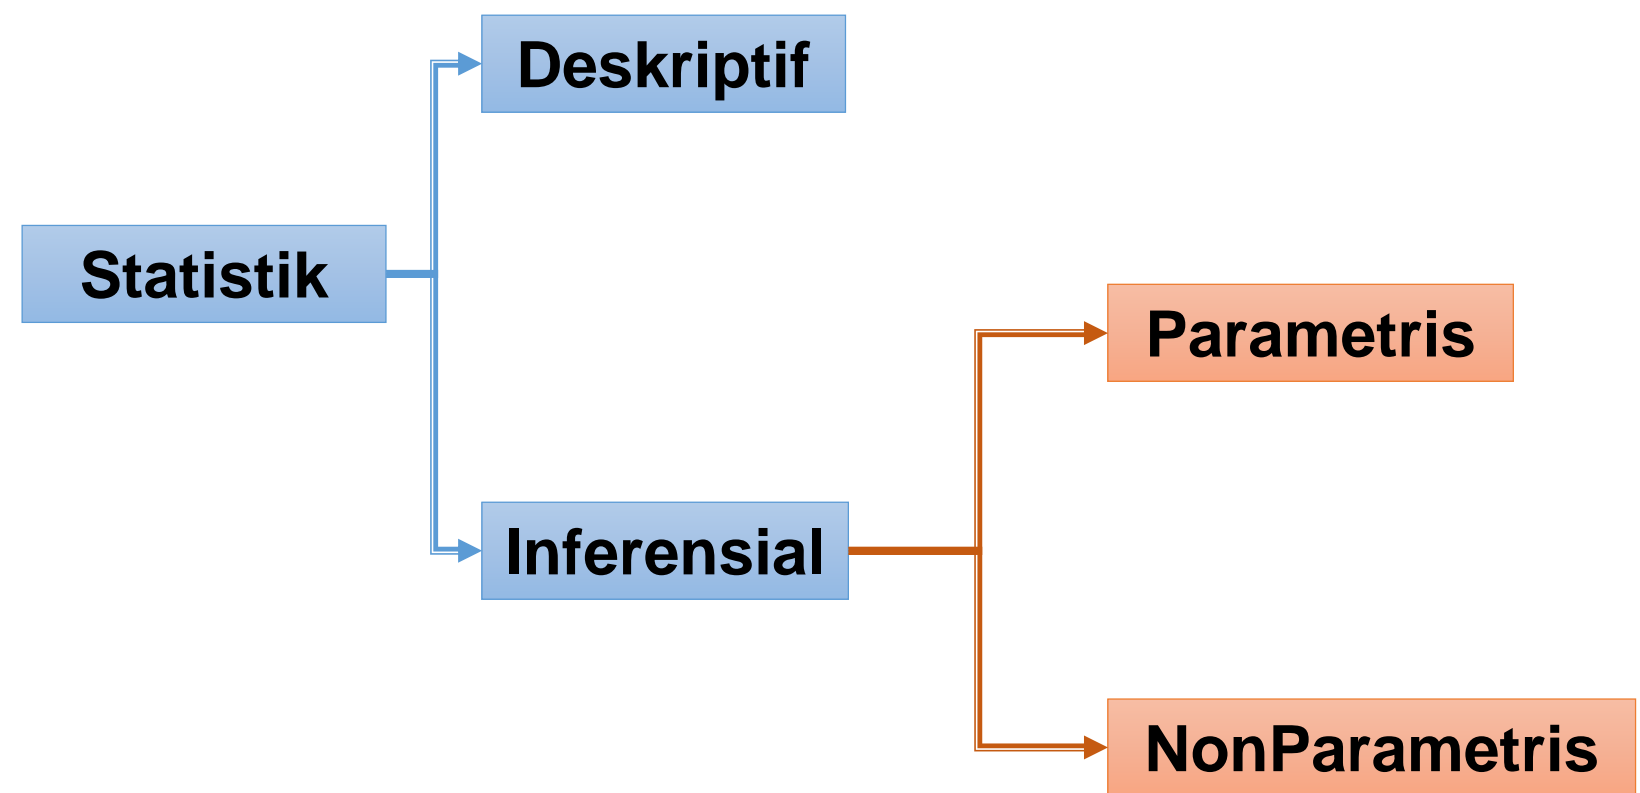 Deskriptif
Statistik
Parametris
Inferensial
NonParametris